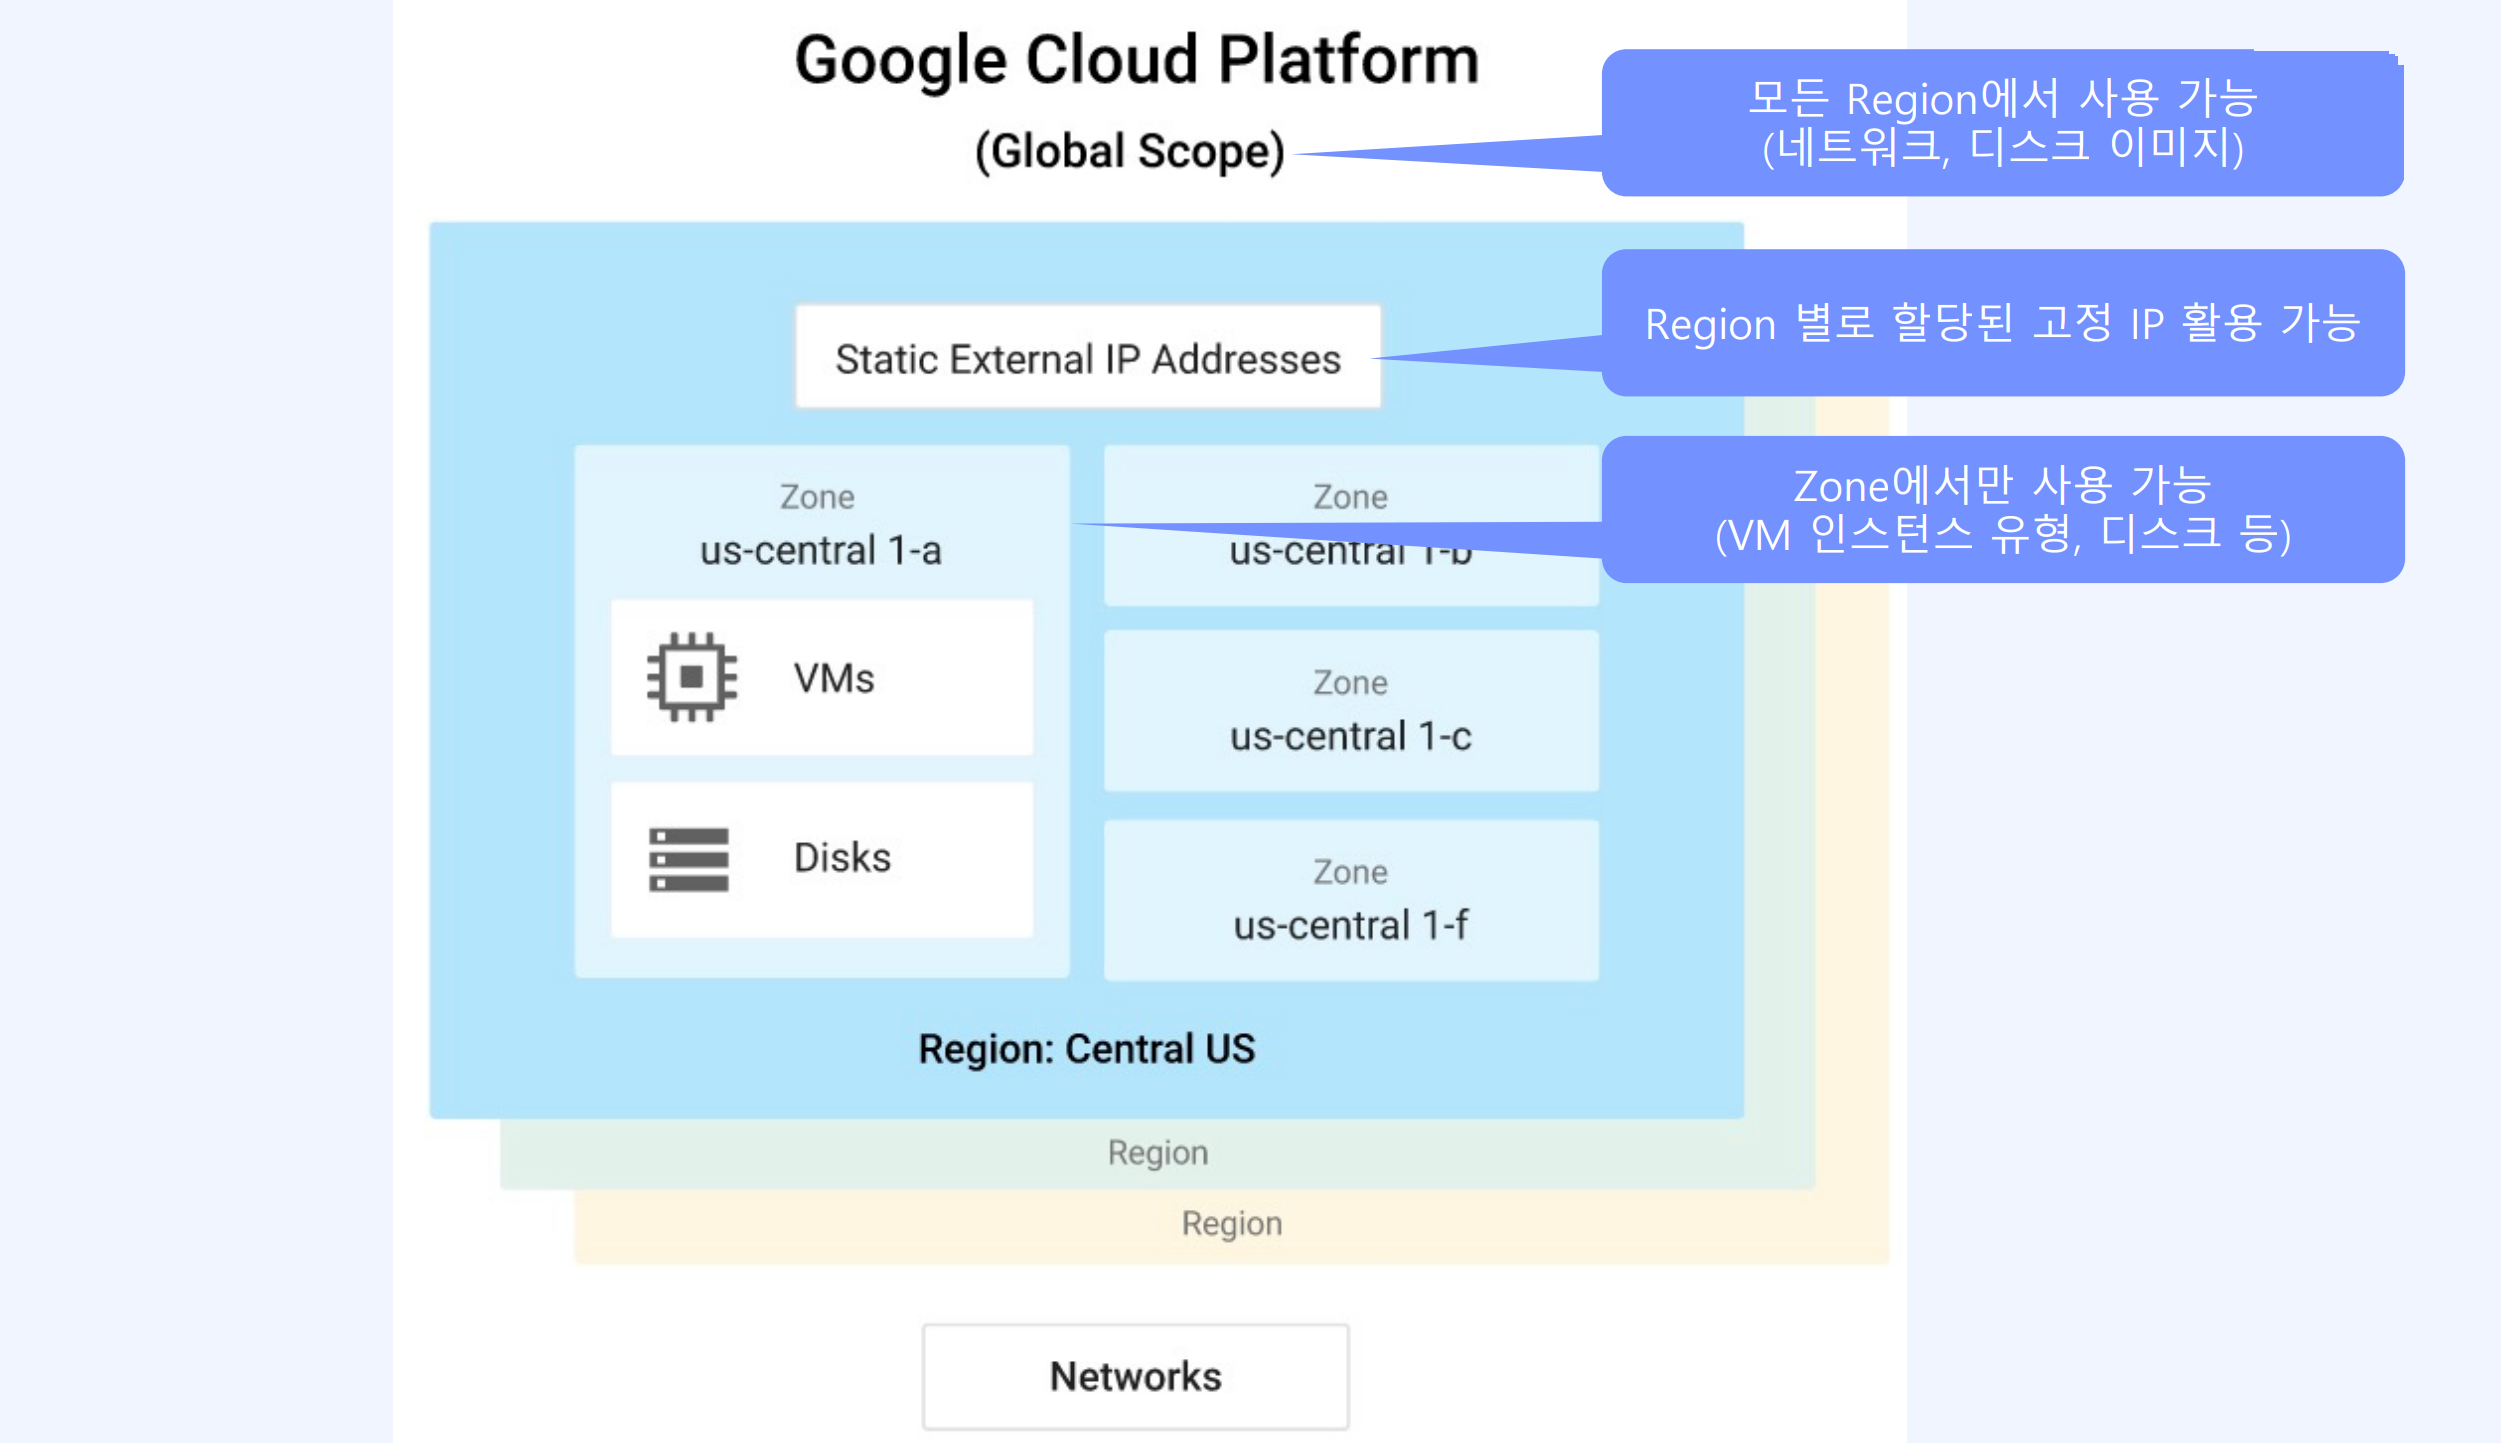 Google Cloud Platform
(Global Scope)
모든 Region에서 사용 가능
(네트워크, 디스크 이미지)
Static External IP Addresses
Region 별로 할당된 고정 IP 활용 가능
Zone
us-central 1-a
VMs
Disks
Zone
us-central 1-b
Zone에서만 사용 가능
(VM 인스턴스 유형, 디스크 등)
Zone
us-central 1-c
Zone
us-central 1-f
Region: Central US
Region
Region
Networks